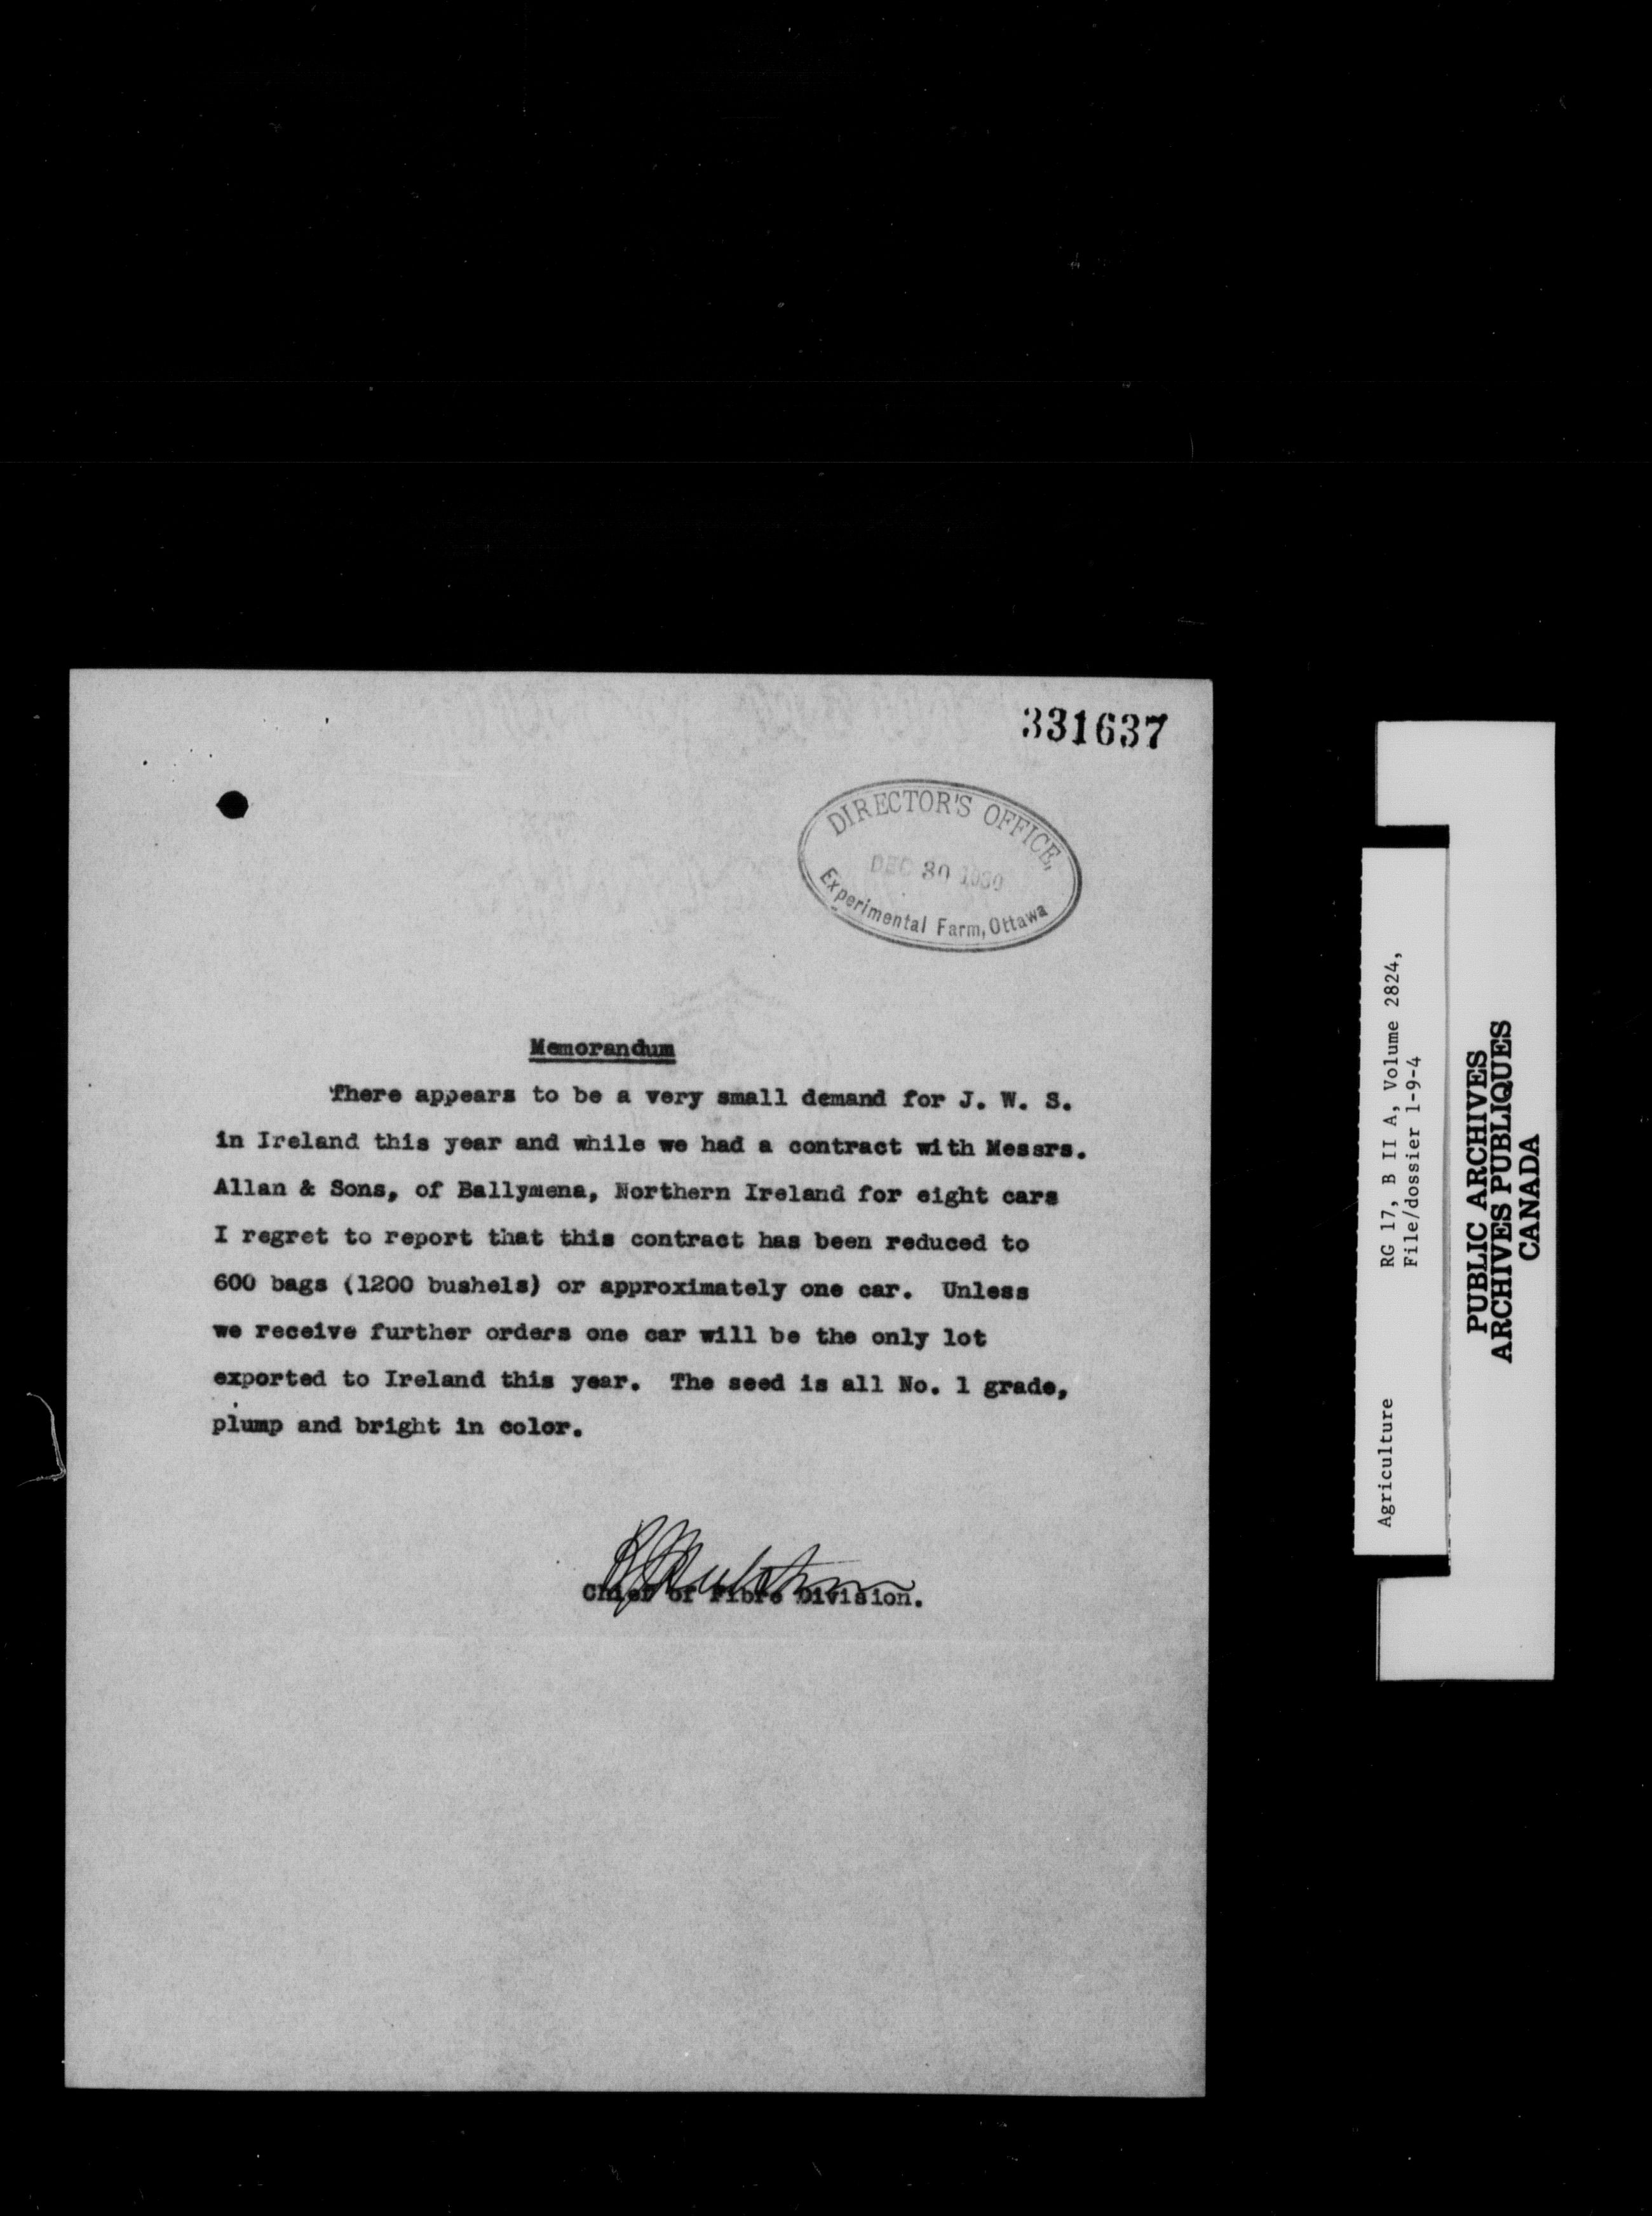 331637
DIRECTOR'S OFFICE,
DEC 30 1930
Experimental Farm, Ottawa
Memorandum
There appears to be a very small demand for J. W. S.
in Ireland this year and while we had a contract with Messrs.
Allan & Sons, of Ballymena, Northern Ireland for eight cars
I regret to report that this contract has been reduced to
600 bags (1200 bushels) or approximately one car. Unless
we receive further orders one car will be the only lot
exported to Ireland this year. The seed is all No. 1 grade,
plump and bright in color.
Chief of Fibre Division.
Agriculture RG 17, B II A, Volume 2824,
File/dossier 1-9-4
PUBLIC ARCHIVES
ARCHIVES PUBLIQUES
CANADA